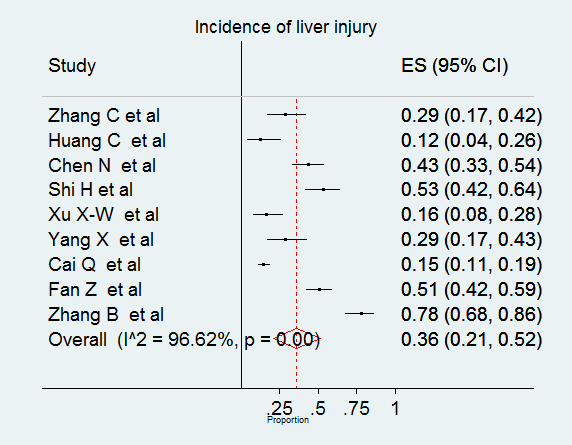 Incidence of liver injury
Study ES (95% CI)
Zhang C et al 0.29 (0.17, 0.42)
Huang C et al 0.12 (0.04, 0.26)
Chen N et al 0.43 (0.33, 0.54)
Shi H et al 0.53 (0.42, 0.64)
Xu X-W et al 0.16 (0.08, 0.28)
Yang X et al 0.29 (0.17, 0.43)
Cai Q et al 0.15 (0.11, 0.19)
Fan Z et al 0.51 (0.42, 0.59)
Zhang B et al 0.78 (0.68, 0.86)
Overall (I^2 = 96.62%, p = 0.00) 0.36 (0.21, 0.52)
.25 .5 .75 1
Proportion